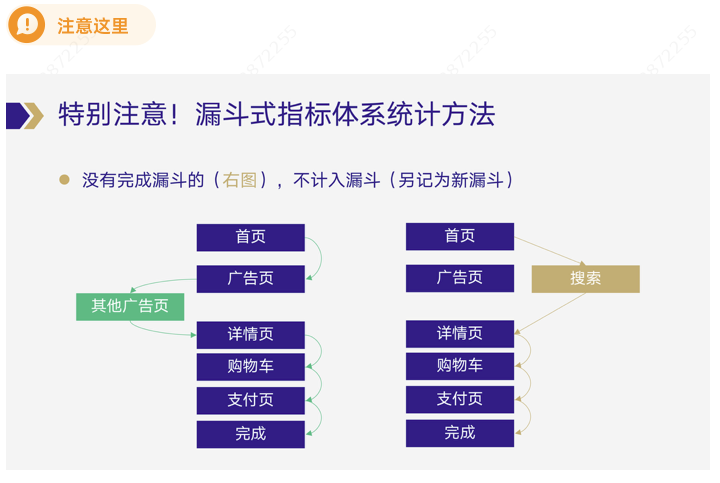 注意这里
特别注意！漏斗式指标体系统计方法
没有完成漏斗的（右图），不计入漏斗（另记为新漏斗）
首页
广告页
其他广告页
详情页
购物车
支付页
完成
首页
广告页
搜索
详情页
购物车
支付页
完成